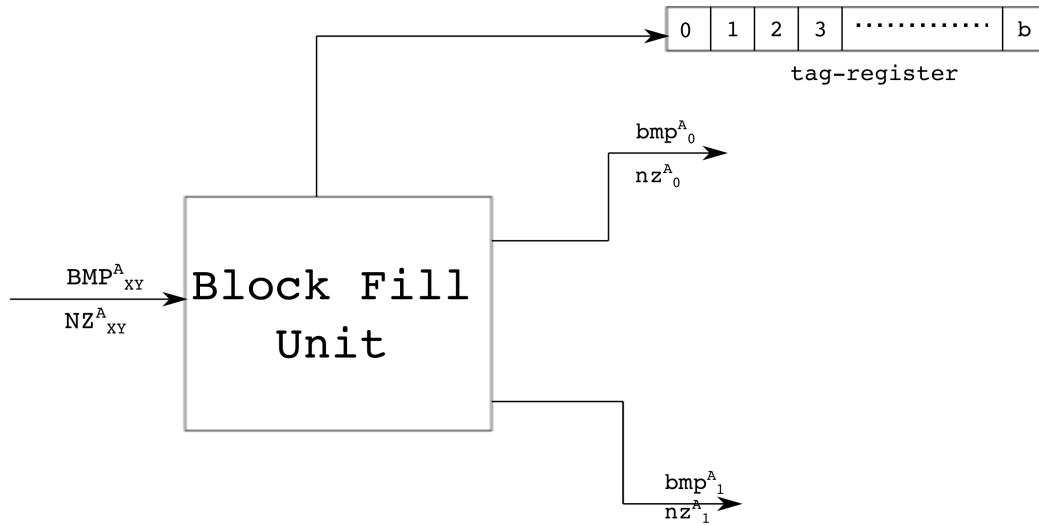 0 1 2 3 .................. b
tag-register
bmp^A_0
nz^A_0
BMP^A_XY
NZ^A_XY
Block Fill
Unit
bmp^A_1
nz^A_1